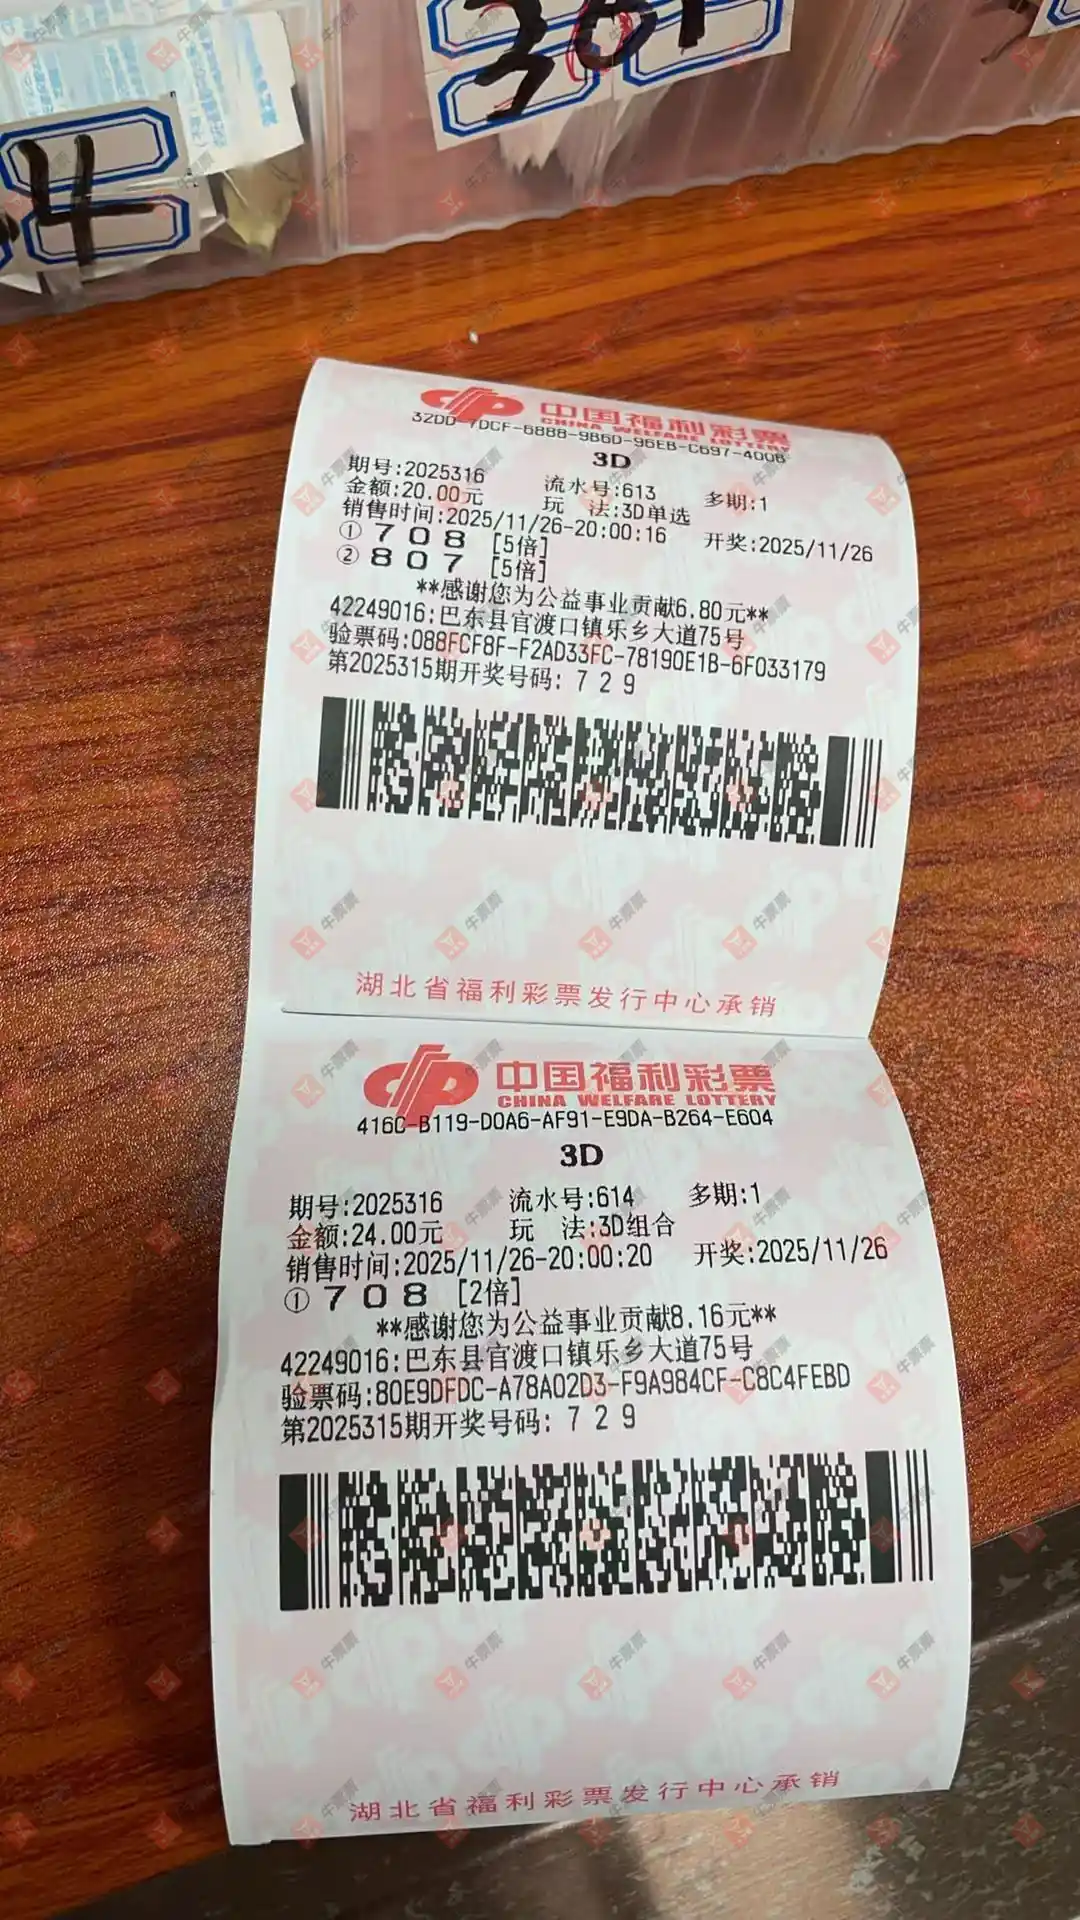 4
361
中国福利彩票
CHINA WELFARE LOTTERY
32DD-7DCF-6888-986D-96EB-C697-400B
3D
期号:2025316 流水号:613 多期:1
金额:20.00元 玩 法:3D单选
销售时间:2025/11/26-20:00:16 开奖:2025/11/26
① 7 0 8 [5倍]
② 8 0 7 [5倍]
**感谢您为公益事业贡献6.80元**
42249016:巴东县官渡口镇乐乡大道75号
验票码:088FCF8F-F2AD33FC-78190E1B-6F033179
第2025315期开奖号码: 7 2 9
湖北省福利彩票发行中心承销
中国福利彩票
CHINA WELFARE LOTTERY
416C-B119-D0A6-AF91-E9DA-B264-E604
3D
期号:2025316 流水号:614 多期:1
金额:24.00元 玩 法:3D组合
销售时间:2025/11/26-20:00:20 开奖:2025/11/26
① 7 0 8 [2倍]
**感谢您为公益事业贡献8.16元**
42249016:巴东县官渡口镇乐乡大道75号
验票码:80E9DFDC-A78A02D3-F9A984CF-C8C4FEBD
第2025315期开奖号码: 7 2 9
湖北省福利彩票发行中心承销
牛票票